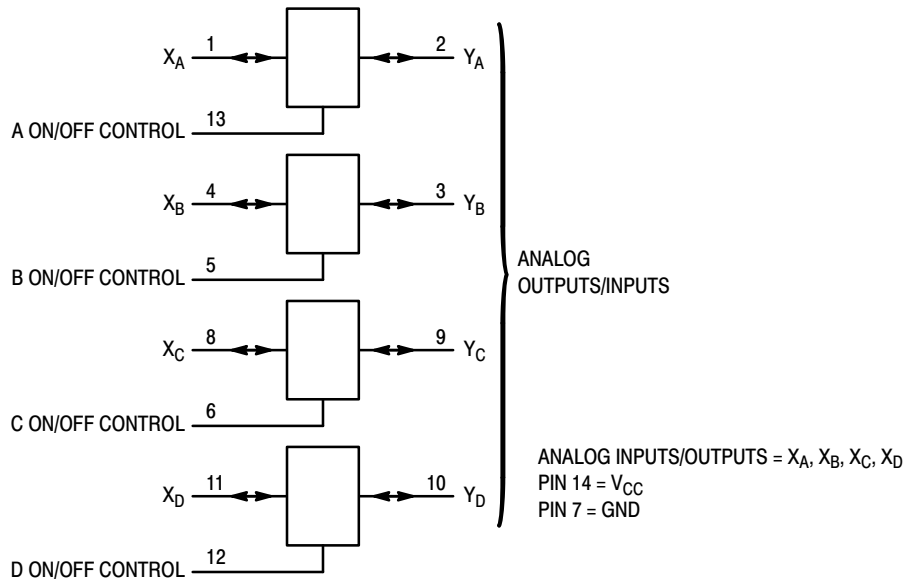 X_A 1 2 Y_A
A ON/OFF CONTROL 13
X_B 4 3 Y_B
B ON/OFF CONTROL 5
ANALOG
OUTPUTS/INPUTS
X_C 8 9 Y_C
C ON/OFF CONTROL 6
X_D 11 10 Y_D
D ON/OFF CONTROL 12
ANALOG INPUTS/OUTPUTS = X_A, X_B, X_C, X_D
PIN 14 = V_CC
PIN 7 = GND